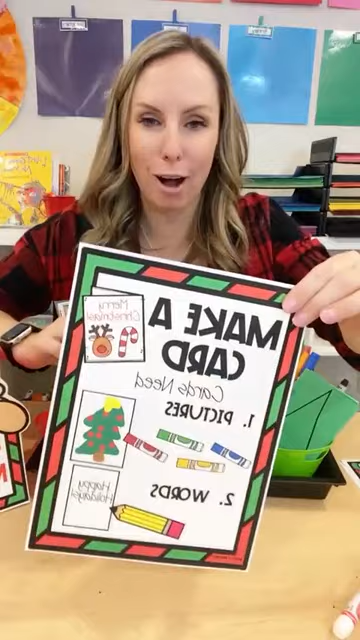 MAKE A
CARD
Cards Need
1. PICTURES
2. WORDS
Merry
Christmas!
Happy
Holidays!